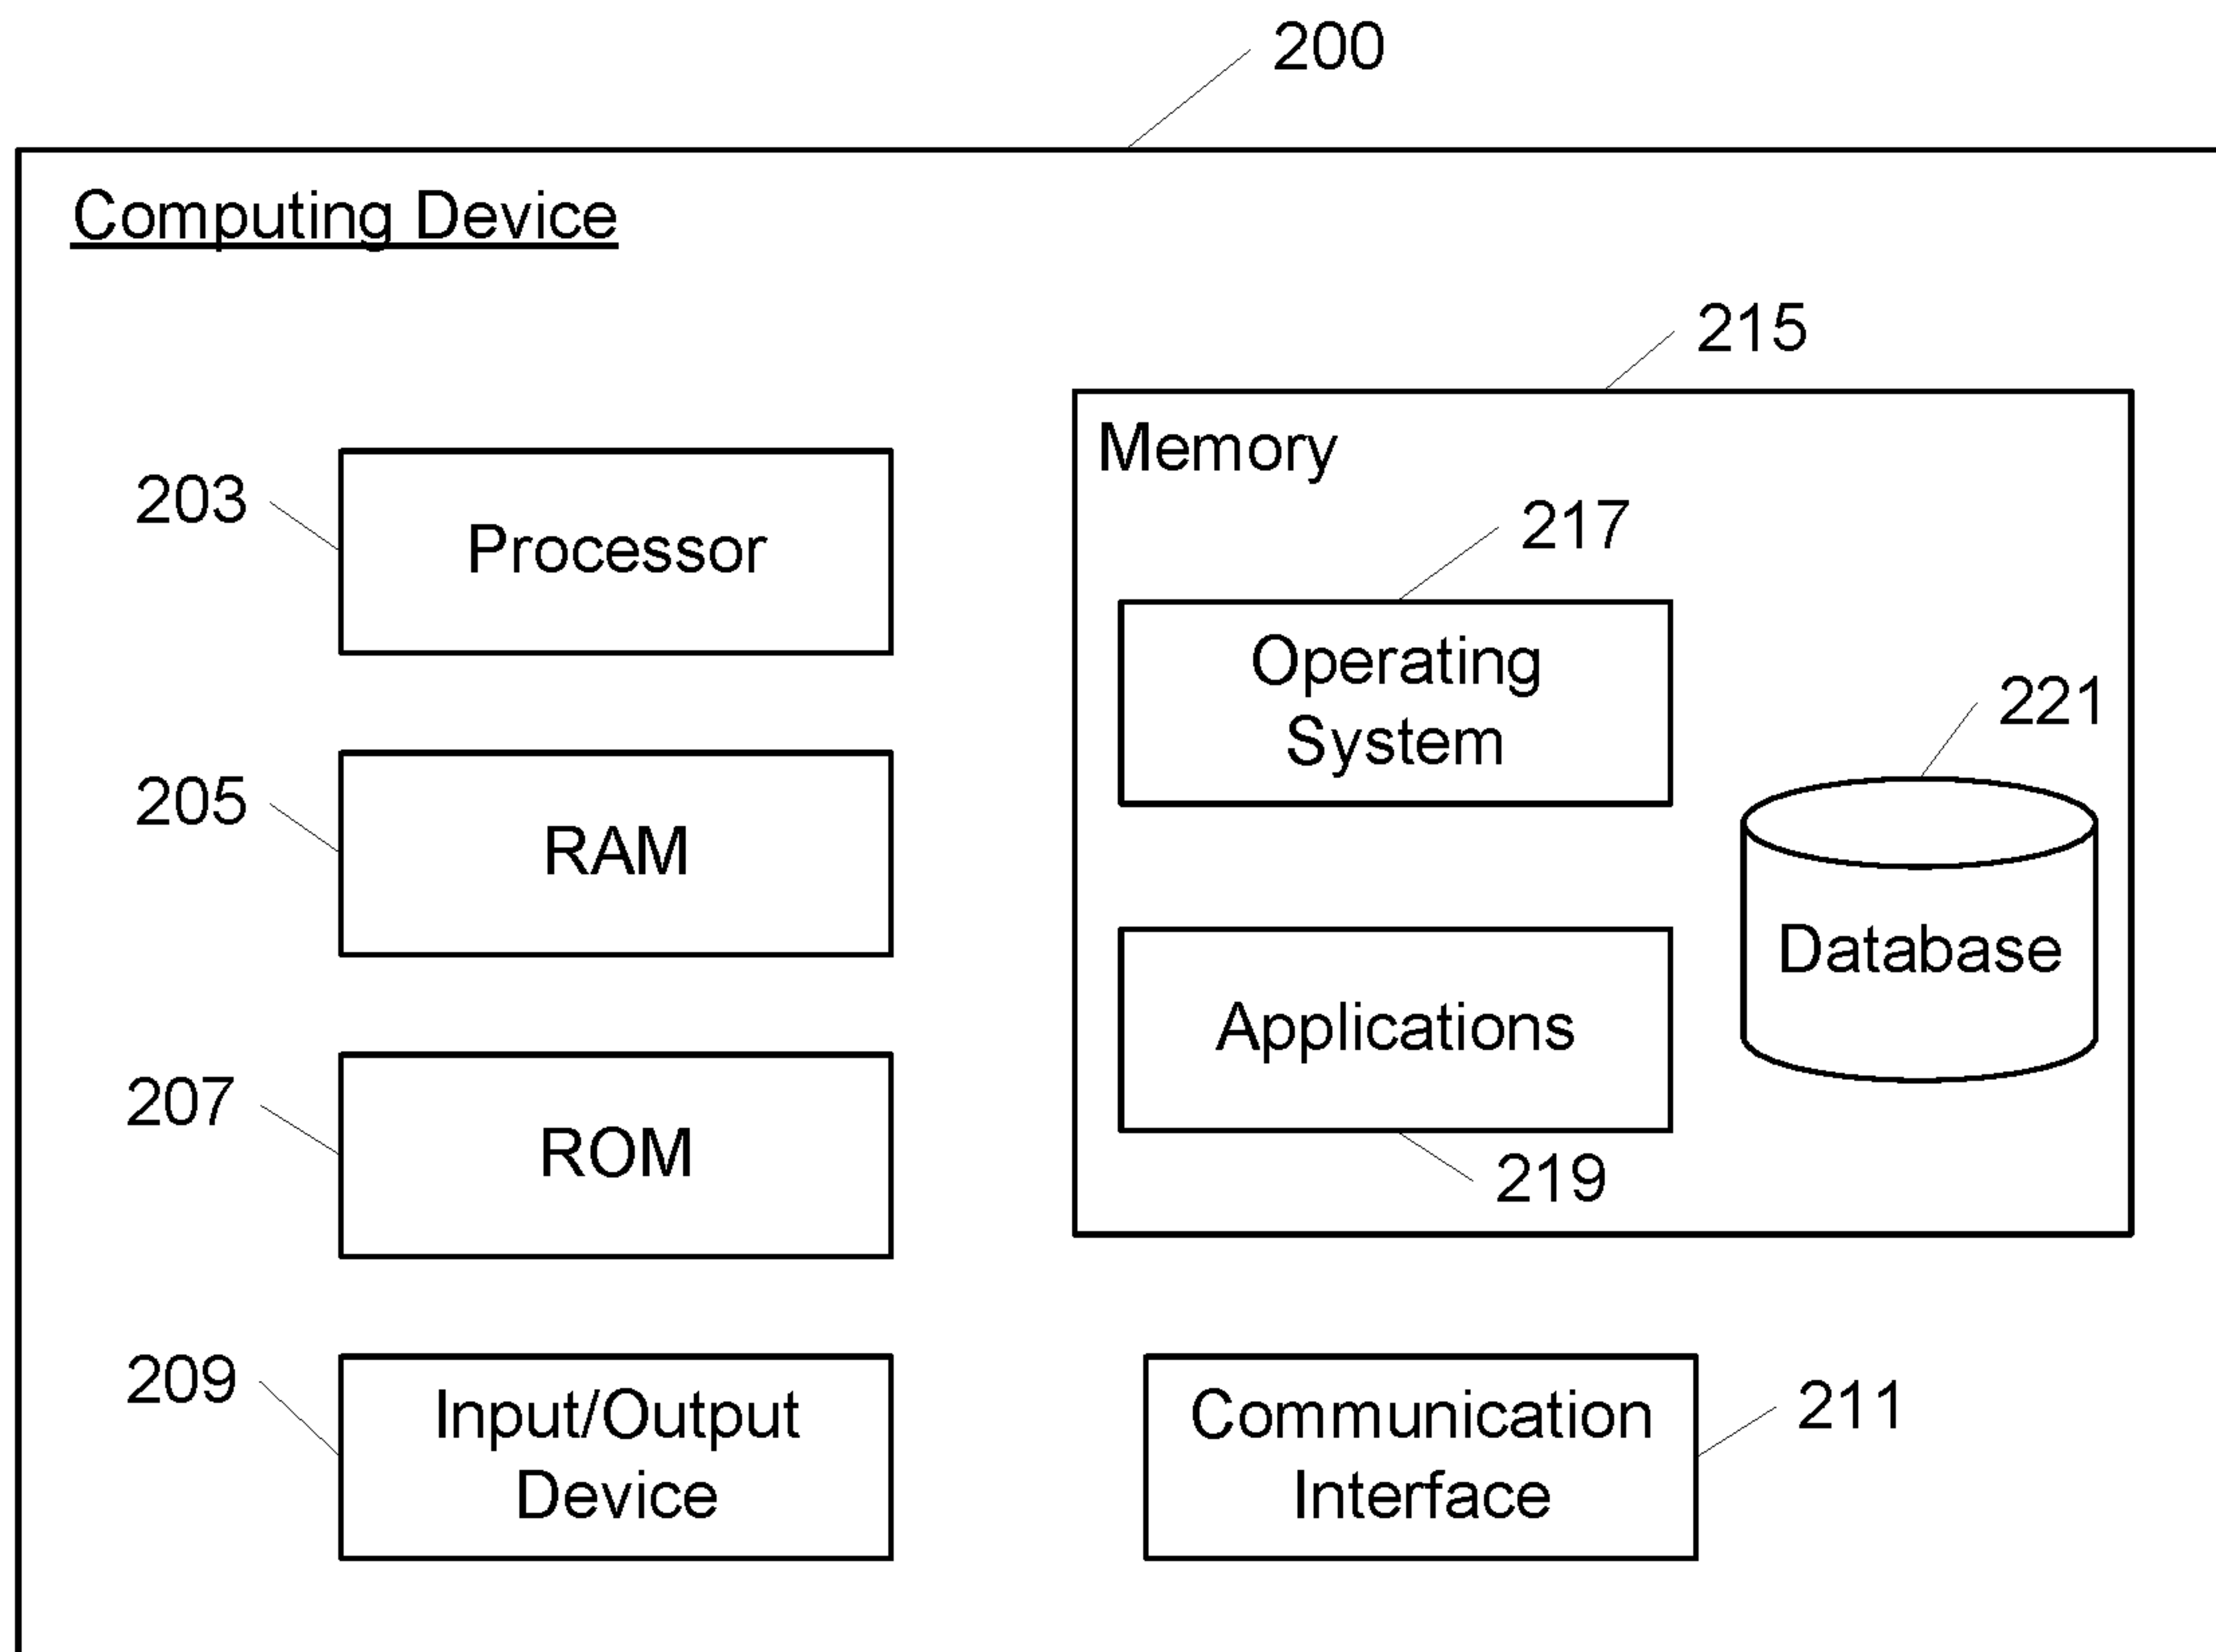 200
Computing Device
215
Memory
203
Processor
217
Operating
System
221
205
RAM
Database
Applications
207
ROM
219
209
Input/Output
Device
Communication
Interface
211